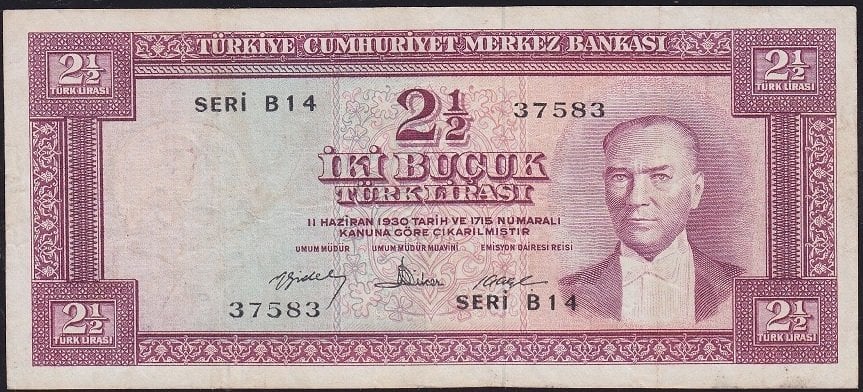 TÜRKİYE CUMHURİYET MERKEZ BANKASI
2½
TÜRK LİRASI
2½
TÜRK LİRASI
SERİ B14
2½
37583
İKİ BUÇUK
TÜRK LİRASI
11 HAZİRAN 1930 TARİH VE 1715 NUMARALI
KANUNA GÖRE ÇIKARILMIŞTIR
UMUM MÜDÜR UMUM MÜDÜR MUAVİNİ EMİSYON DAİRESİ REİSİ
37583
SERİ B14
2½
TÜRK LİRASI
2½
TÜRK LİRASI